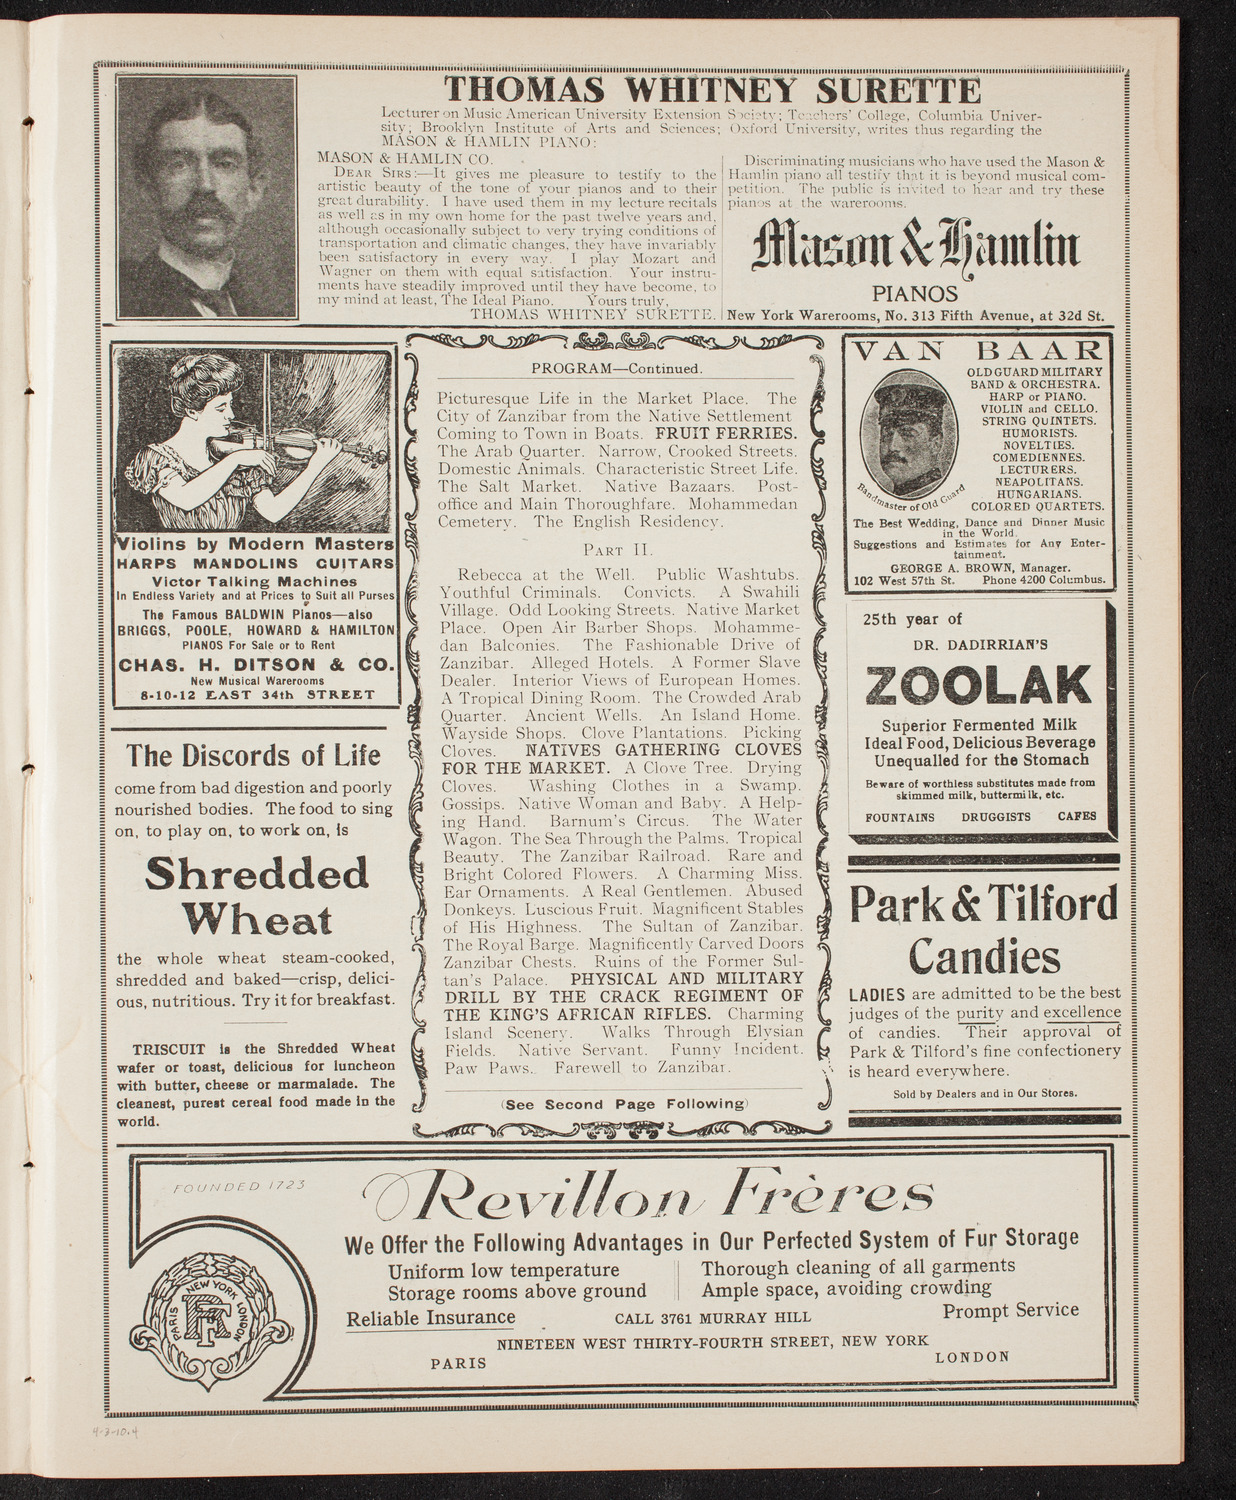 THOMAS WHITNEY SURETTE
Lecturer on Music American University Extension Society; Teachers' College, Columbia Univer-
sity; Brooklyn Institute of Arts and Sciences; Oxford University, writes thus regarding the
MASON & HAMLIN PIANO:
MASON & HAMLIN CO.
DEAR SIRS:—It gives me pleasure to testify to the
artistic beauty of the tone of your pianos and to their
great durability. I have used them in my lecture recitals
as well as in my own home for the past twelve years and,
although occasionally subject to very trying conditions of
transportation and climatic changes, they have invariably
been satisfactory in every way. I play Mozart and
Wagner on them with equal satisfaction. Your instru-
ments have steadily improved until they have become, to
my mind at least, The Ideal Piano. Yours truly,
THOMAS WHITNEY SURETTE.
Discriminating musicians who have used the Mason &
Hamlin piano all testify that it is beyond musical com-
petition. The public is invited to hear and try these
pianos at the warerooms.
Mason & Hamlin
PIANOS
New York Warerooms, No. 313 Fifth Avenue, at 32d St.
Violins by Modern Masters
HARPS MANDOLINS GUITARS
Victor Talking Machines
In Endless Variety and at Prices to Suit all Purses
The Famous BALDWIN Pianos—also
BRIGGS, POOLE, HOWARD & HAMILTON
PIANOS For Sale or to Rent
CHAS. H. DITSON & CO.
New Musical Warerooms
8-10-12 EAST 34th STREET
The Discords of Life
come from bad digestion and poorly
nourished bodies. The food to sing
on, to play on, to work on, is
Shredded
Wheat
the whole wheat steam-cooked,
shredded and baked—crisp, delici-
ous, nutritious. Try it for breakfast.
TRISCUIT is the Shredded Wheat
wafer or toast, delicious for luncheon
with butter, cheese or marmalade. The
cleanest, purest cereal food made in the
world.
PROGRAM—Continued.
Picturesque Life in the Market Place. The
City of Zanzibar from the Native Settlement
Coming to Town in Boats. FRUIT FERRIES.
The Arab Quarter. Narrow, Crooked Streets.
Domestic Animals. Characteristic Street Life.
The Salt Market. Native Bazaars. Post-
office and Main Thoroughfare. Mohammedan
Cemetery. The English Residency.
PART II.
Rebecca at the Well. Public Washtubs.
Youthful Criminals. Convicts. A Swahili
Village. Odd Looking Streets. Native Market
Place. Open Air Barber Shops. Mohamme-
dan Balconies. The Fashionable Drive of
Zanzibar. Alleged Hotels. A Former Slave
Dealer. Interior Views of European Homes.
A Tropical Dining Room. The Crowded Arab
Quarter. Ancient Wells. An Island Home.
Wayside Shops. Clove Plantations. Picking
Cloves. NATIVES GATHERING CLOVES
FOR THE MARKET. A Clove Tree. Drying
Cloves. Washing Clothes in a Swamp.
Gossips. Native Woman and Baby. A Help-
ing Hand. Barnum's Circus. The Water
Wagon. The Sea Through the Palms. Tropical
Beauty. The Zanzibar Railroad. Rare and
Bright Colored Flowers. A Charming Miss.
Ear Ornaments. A Real Gentlemen. Abused
Donkeys. Luscious Fruit. Magnificent Stables
of His Highness. The Sultan of Zanzibar.
The Royal Barge. Magnificently Carved Doors
Zanzibar Chests. Ruins of the Former Sul-
tan's Palace. PHYSICAL AND MILITARY
DRILL BY THE CRACK REGIMENT OF
THE KING'S AFRICAN RIFLES. Charming
Island Scenery. Walks Through Elysian
Fields. Native Servant. Funny Incident.
Paw Paws. Farewell to Zanzibar.
(See Second Page Following)
VAN BAAR
OLD GUARD MILITARY
BAND & ORCHESTRA.
HARP or PIANO.
VIOLIN and CELLO.
STRING QUINTETS.
HUMORISTS.
NOVELTIES.
COMEDIENNES.
LECTURERS.
NEAPOLITANS.
HUNGARIANS.
COLORED QUARTETS.
Bandmaster of Old Guard
The Best Wedding, Dance and Dinner Music
in the World.
Suggestions and Estimates for Any Enter-
tainment.
GEORGE A. BROWN, Manager.
102 West 57th St. Phone 4200 Columbus.
25th year of
DR. DADIRRIAN'S
ZOOLAK
Superior Fermented Milk
Ideal Food, Delicious Beverage
Unequalled for the Stomach
Beware of worthless substitutes made from
skimmed milk, buttermilk, etc.
FOUNTAINS DRUGGISTS CAFES
Park & Tilford
Candies
LADIES are admitted to be the best
judges of the purity and excellence
of candies. Their approval of
Park & Tilford's fine confectionery
is heard everywhere.
Sold by Dealers and in Our Stores.
FOUNDED 1723
Revillon Frères
We Offer the Following Advantages in Our Perfected System of Fur Storage
Uniform low temperature
Storage rooms above ground
Thorough cleaning of all garments
Ample space, avoiding crowding
Reliable Insurance
CALL 3761 MURRAY HILL
Prompt Service
NINETEEN WEST THIRTY-FOURTH STREET, NEW YORK
PARIS
LONDON
PARIS NEW YORK LONDON
RF
4-3-10.4